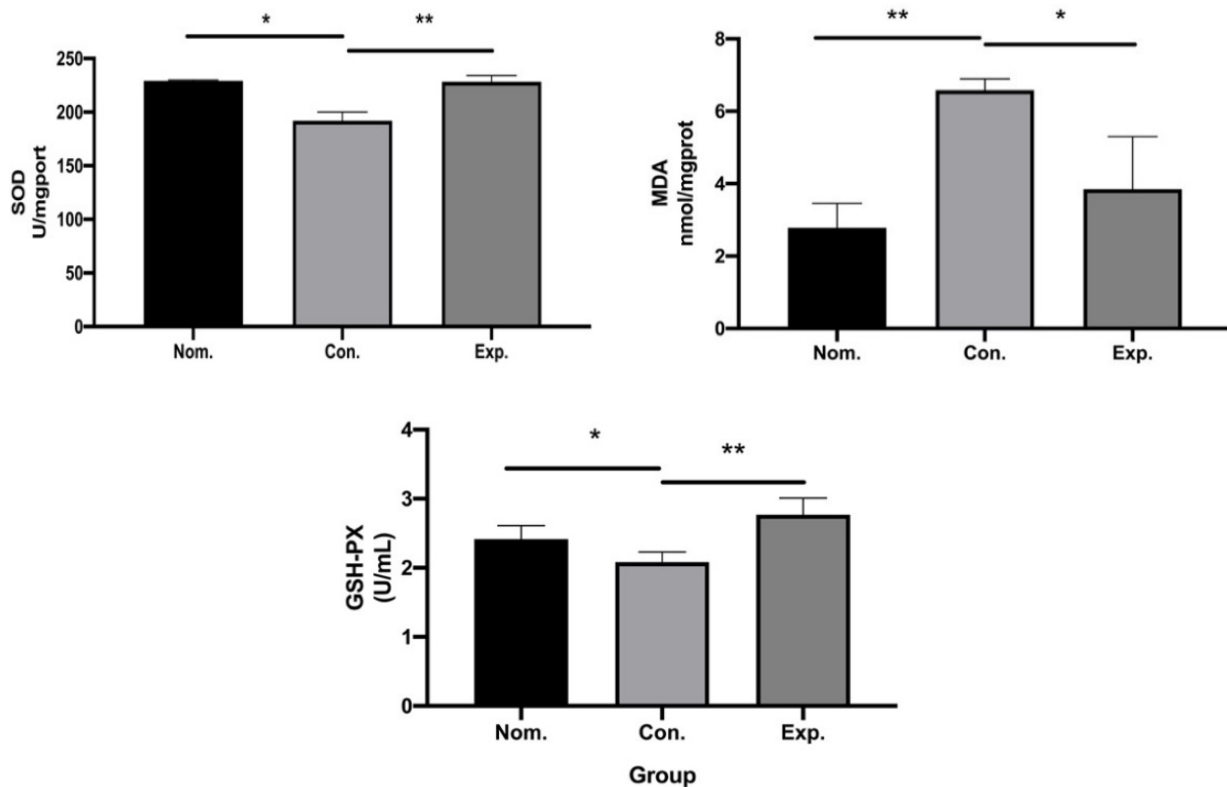 * **
250
200
150
100
50
0
SOD
U/mgport
Nom. Con. Exp.
** *
8
6
4
2
0
MDA
nmol/mgprot
Nom. Con. Exp.
* **
4
3
2
1
0
GSH-PX
(U/mL)
Nom. Con. Exp.
Group